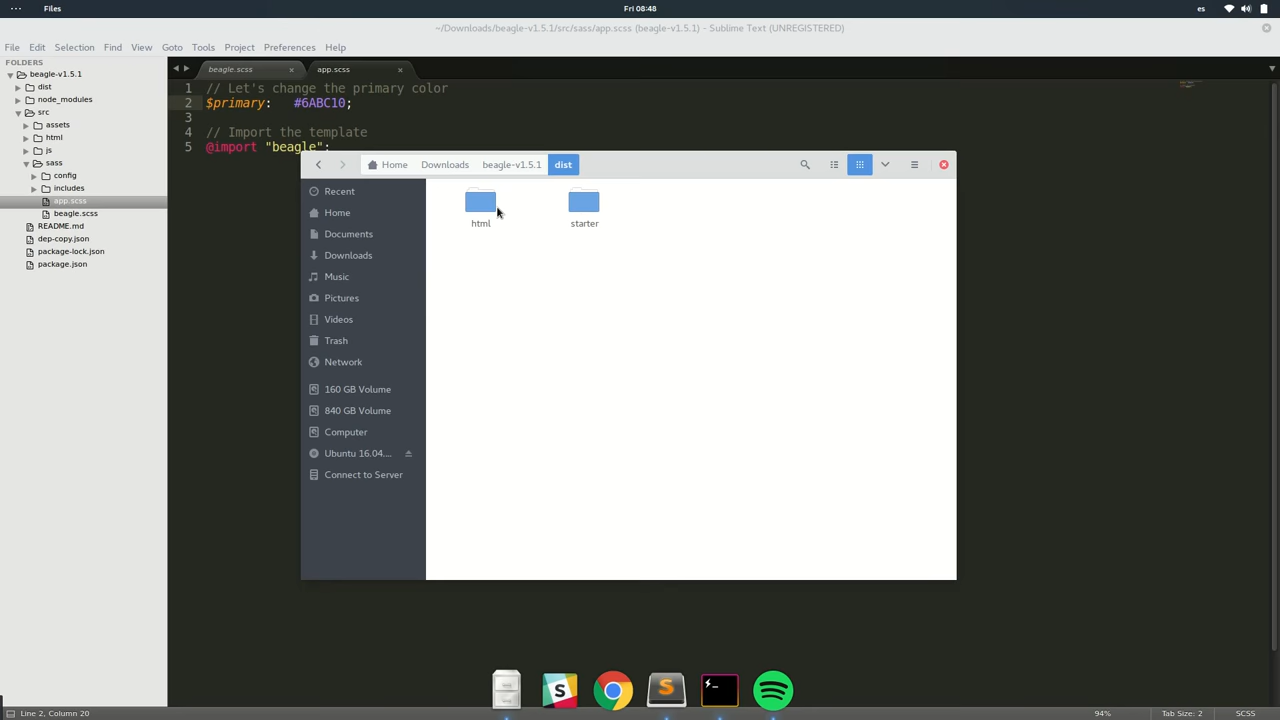 Files
Fri 08:48
es
~/Downloads/beagle-v1.5.1/src/sass/app.scss (beagle-v1.5.1) - Sublime Text (UNREGISTERED)
File Edit Selection Find View Goto Tools Project Preferences Help
FOLDERS
beagle-v1.5.1
dist
node_modules
src
assets
html
js
sass
config
includes
app.scss
beagle.scss
README.md
dep-copy.json
package-lock.json
package.json
beagle.scss
app.scss
1 // Let's change the primary color
2 $primary: #6ABC10;
3
4 // Import the template
5 @import "beagle";
Home Downloads beagle-v1.5.1 dist
Recent
Home
Documents
Downloads
Music
Pictures
Videos
Trash
Network
160 GB Volume
840 GB Volume
Computer
Ubuntu 16.04....
Connect to Server
html
starter
Line 2, Column 20
94%
Tab Size: 2
SCSS